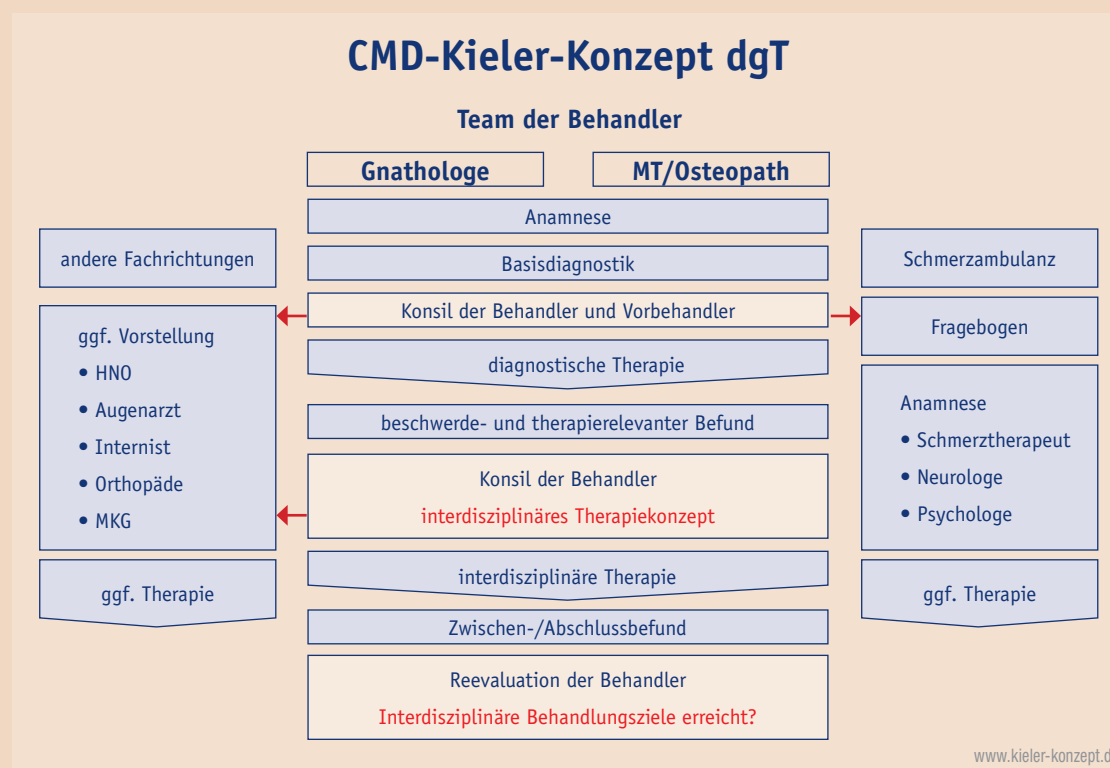 CMD-Kieler-Konzept dgT
Team der Behandler
Gnathologe
MT/Osteopath
Anamnese
Basisdiagnostik
Konsil der Behandler und Vorbehandler
diagnostische Therapie
beschwerde- und therapierelevanter Befund
Konsil der Behandler
interdisziplinäres Therapiekonzept
interdisziplinäre Therapie
Zwischen-/Abschlussbefund
Reevaluation der Behandler
Interdisziplinäre Behandlungsziele erreicht?
andere Fachrichtungen
ggf. Vorstellung
• HNO
• Augenarzt
• Internist
• Orthopäde
• MKG
ggf. Therapie
Schmerzambulanz
Fragebogen
Anamnese
• Schmerztherapeut
• Neurologe
• Psychologe
ggf. Therapie
www.kieler-konzept.d